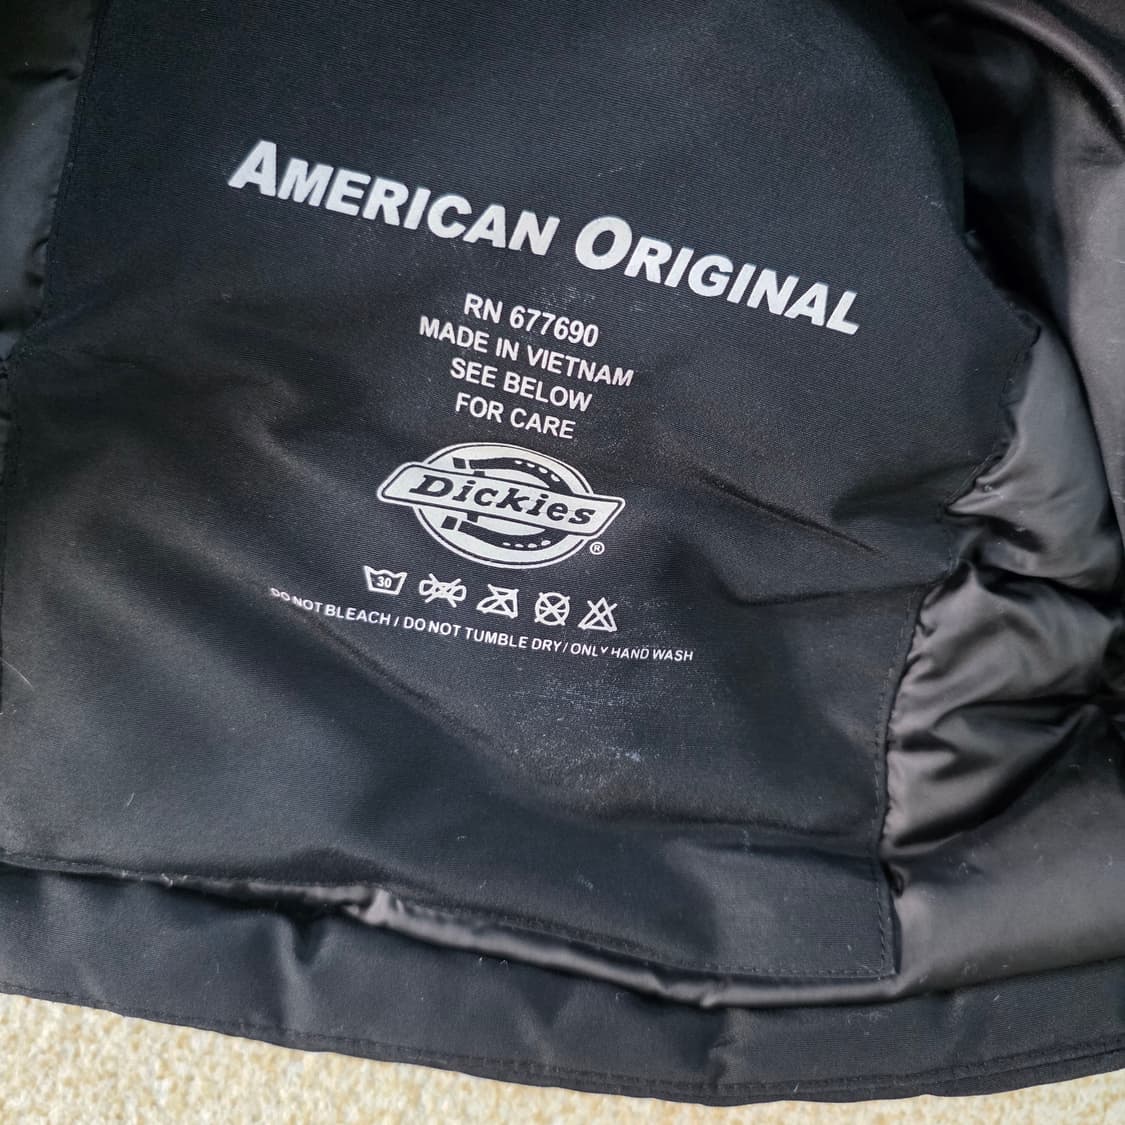 AMERICAN ORIGINAL
RN 677690
MADE IN VIETNAM
SEE BELOW
FOR CARE
Dickies
®
30
DO NOT BLEACH / DO NOT TUMBLE DRY / ONLY HAND WASH